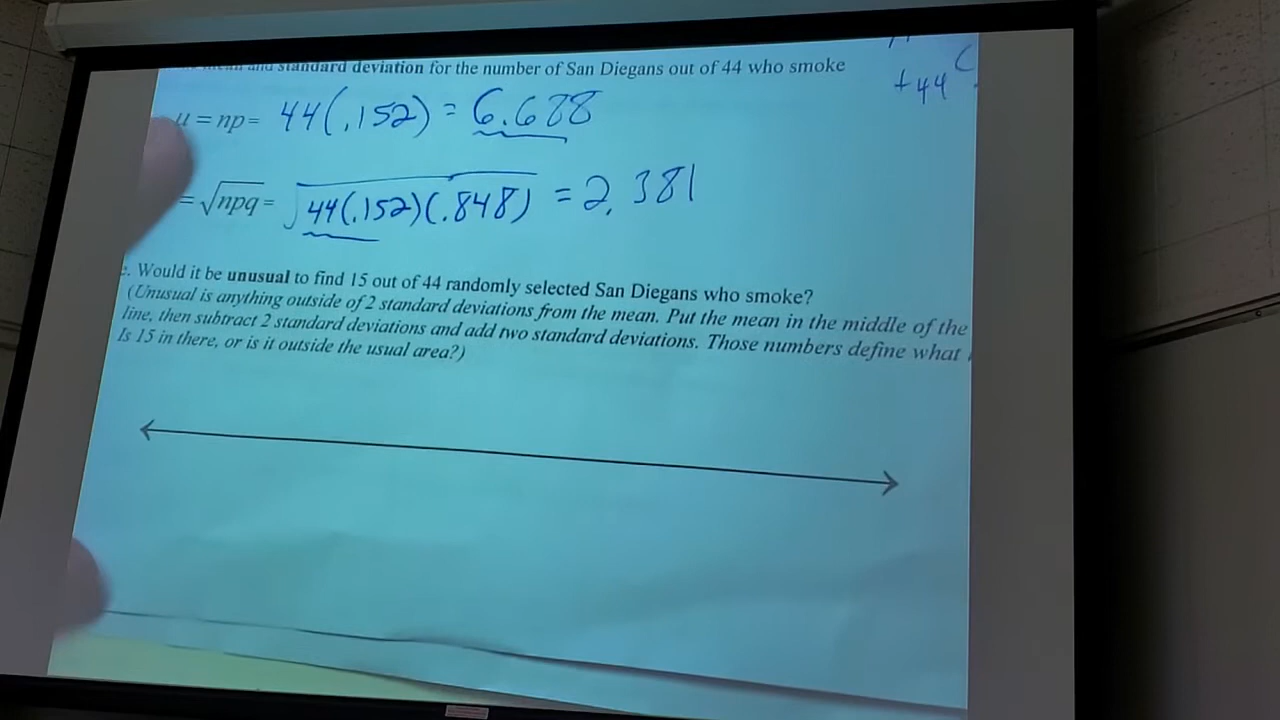 standard deviation for the number of San Diegans out of 44 who smoke
+44 C
μ = np = 44(.152) = 6.688
= √npq = √44(.152)(.848) = 2.381
. Would it be unusual to find 15 out of 44 randomly selected San Diegans who smoke?
(Unusual is anything outside of 2 standard deviations from the mean. Put the mean in the middle of the
line, then subtract 2 standard deviations and add two standard deviations. Those numbers define what
Is 15 in there, or is it outside the usual area?)